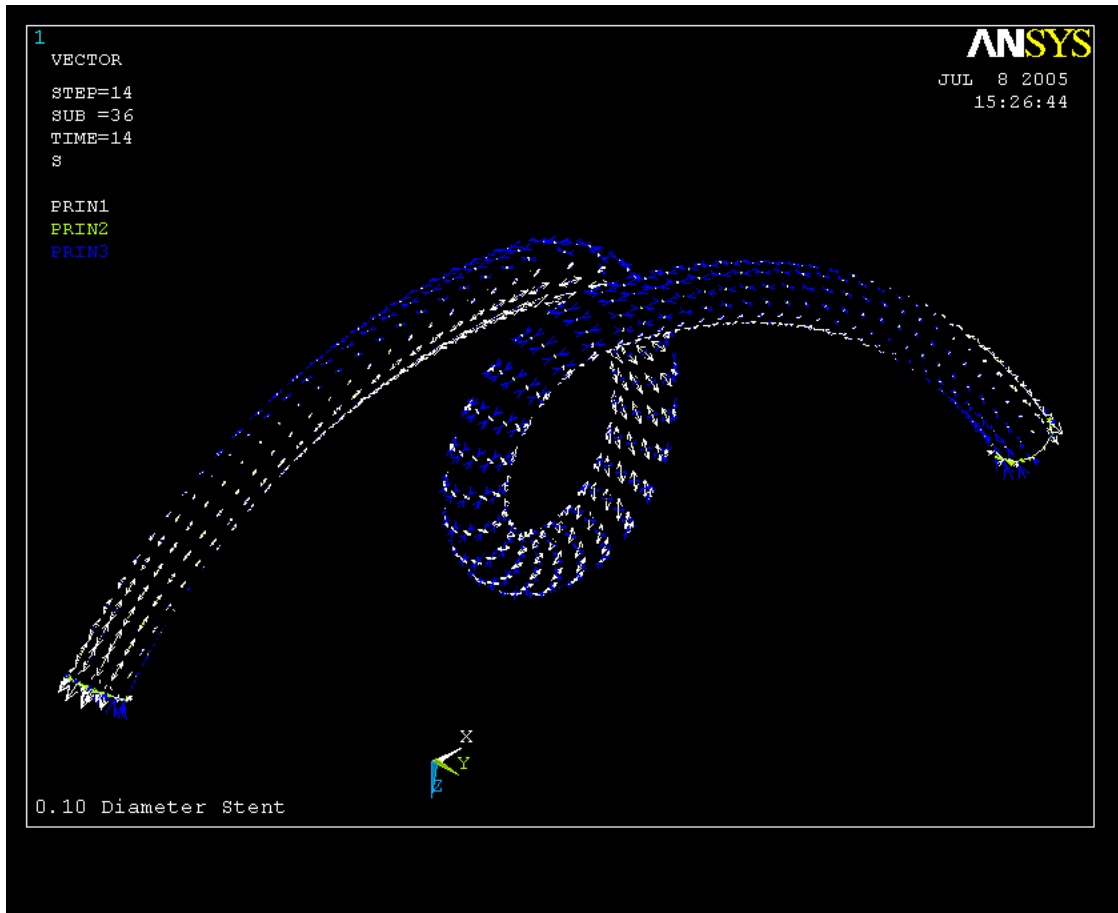 1
VECTOR
STEP=14
SUB =36
TIME=14
S
PRIN1
PRIN2
PRIN3
ANSYS
JUL 8 2005
15:26:44
X
Y
Z
0.10 Diameter Stent